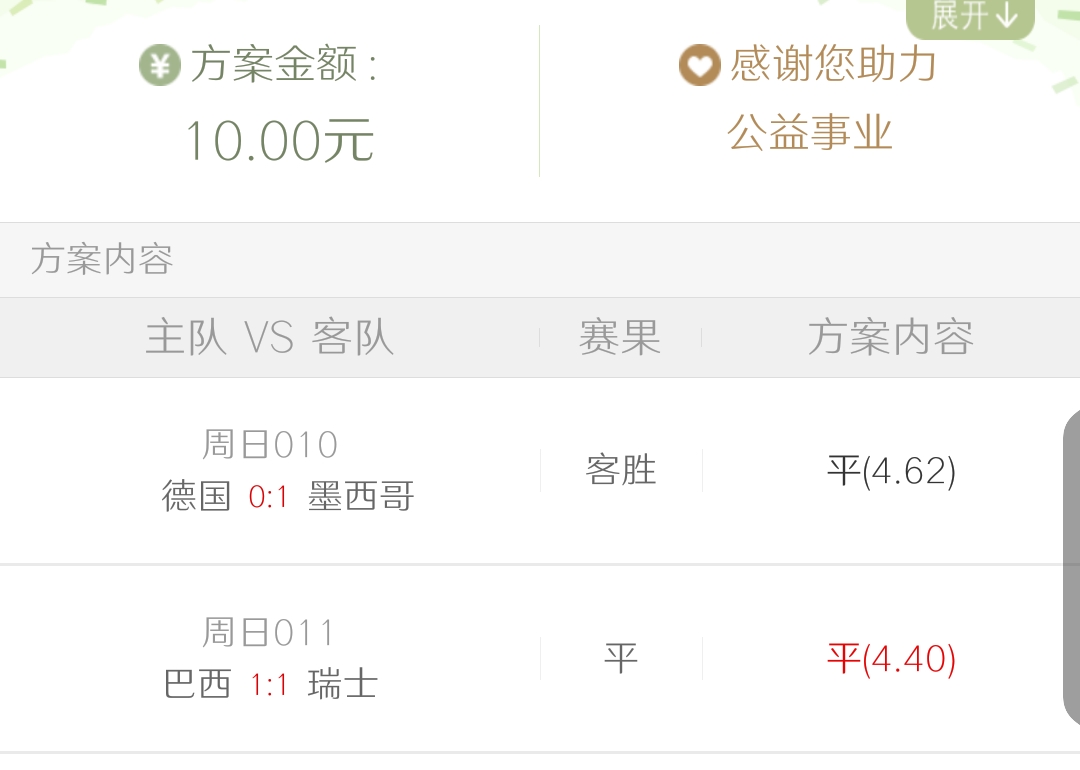 展开↓
¥ 方案金额：
10.00元
感谢您助力
公益事业
方案内容
主队 VS 客队 赛果 方案内容
周日010
德国 0:1 墨西哥 客胜 平(4.62)
周日011
巴西 1:1 瑞士 平 平(4.40)